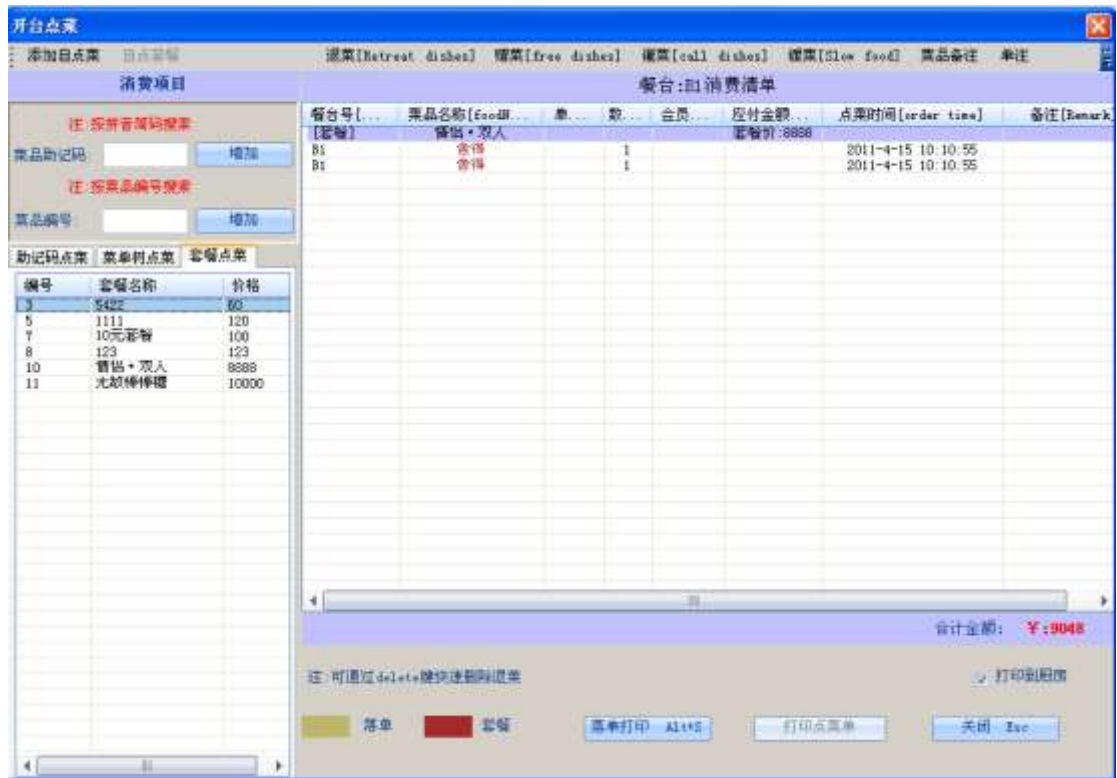 开台点菜
添加自点菜 自点套餐 退菜[Retreat dishes] 赠菜[free dishes] 催菜[call dishes] 缓菜[Slow food] 菜品备注 单注
消费项目
餐台:B1消费清单
注:按拼音简码搜索
菜品助记码 增加
注:按菜品编号搜索
菜品编号 增加
助记码点菜 菜单树点菜 套餐点菜
编号 套餐名称 价格
3 5422 60
5 1111 120
7 10元套餐 100
8 123 123
10 情侣·双人 8888
11 棒棒糖 10000
餐台号[... 菜品名称[foodN... 单... 数... 会员... 应付金额... 点菜时间[order time] 备注[Remark
[套餐] 情侣·双人 套餐价:8888
B1 舍得 1 2011-4-15 10:10:55
B1 舍得 1 2011-4-15 10:10:55
合计金额: ￥:9048
注:可通过delete键快速删除退菜
打印到厨房
落单 套餐 落单打印 Alt+S 打印点菜单 关闭 Esc